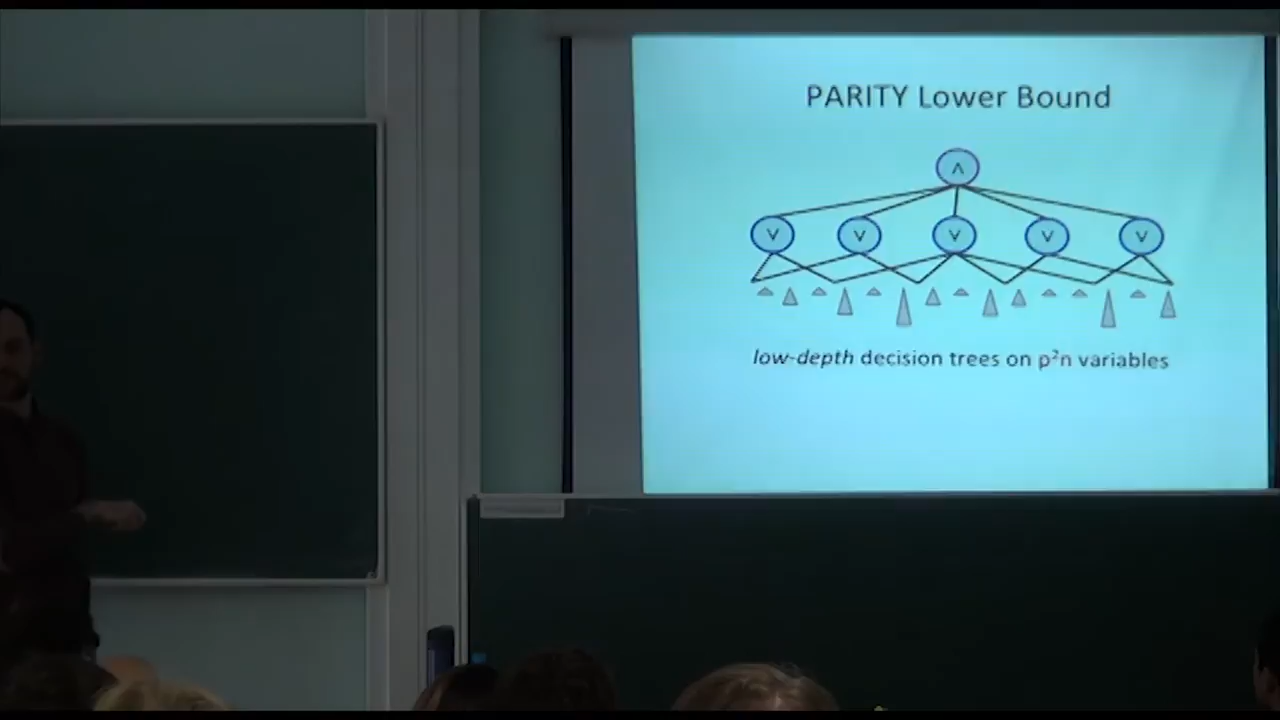 PARITY Lower Bound
∧
∨ ∨ ∨ ∨ ∨
low-depth decision trees on p²n variables